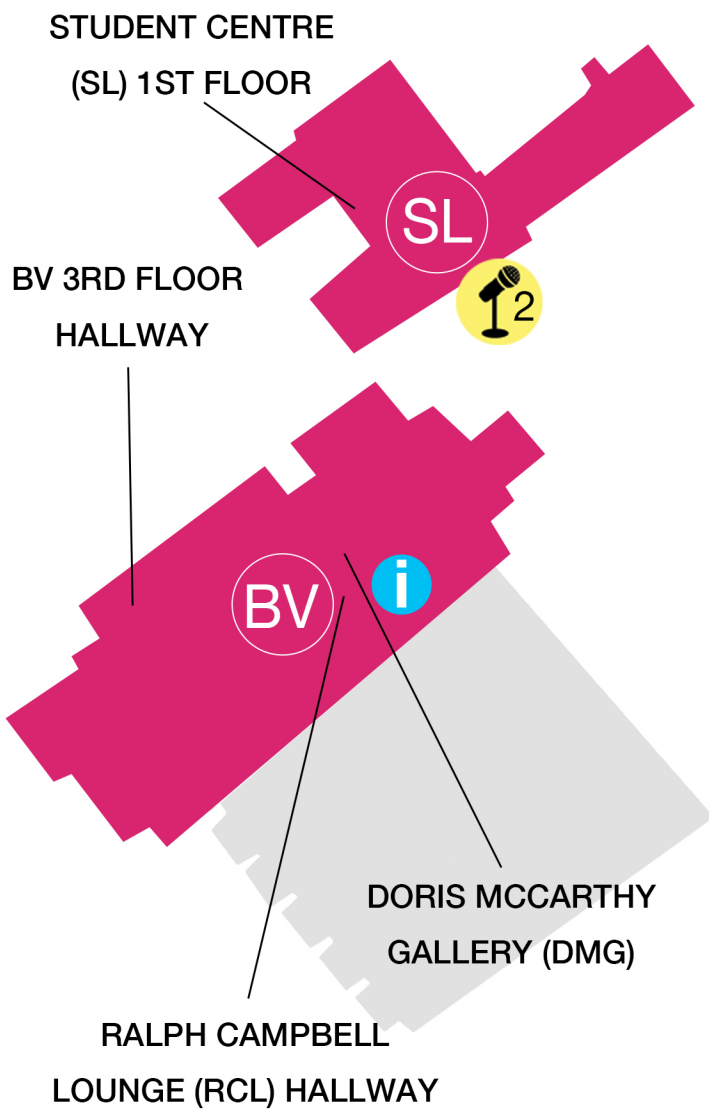 STUDENT CENTRE
(SL) 1ST FLOOR
SL
2
BV 3RD FLOOR
HALLWAY
BV
i
DORIS MCCARTHY
GALLERY (DMG)
RALPH CAMPBELL
LOUNGE (RCL) HALLWAY